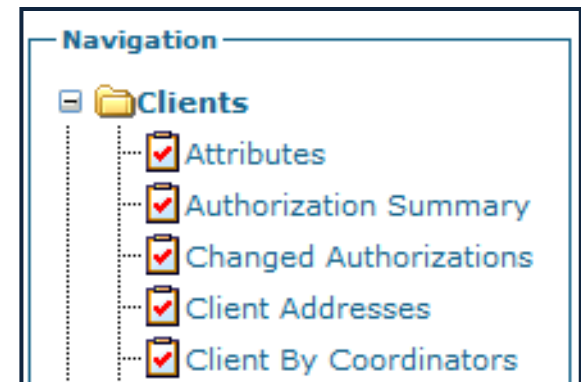 Navigation
Clients
Attributes
Authorization Summary
Changed Authorizations
Client Addresses
Client By Coordinators